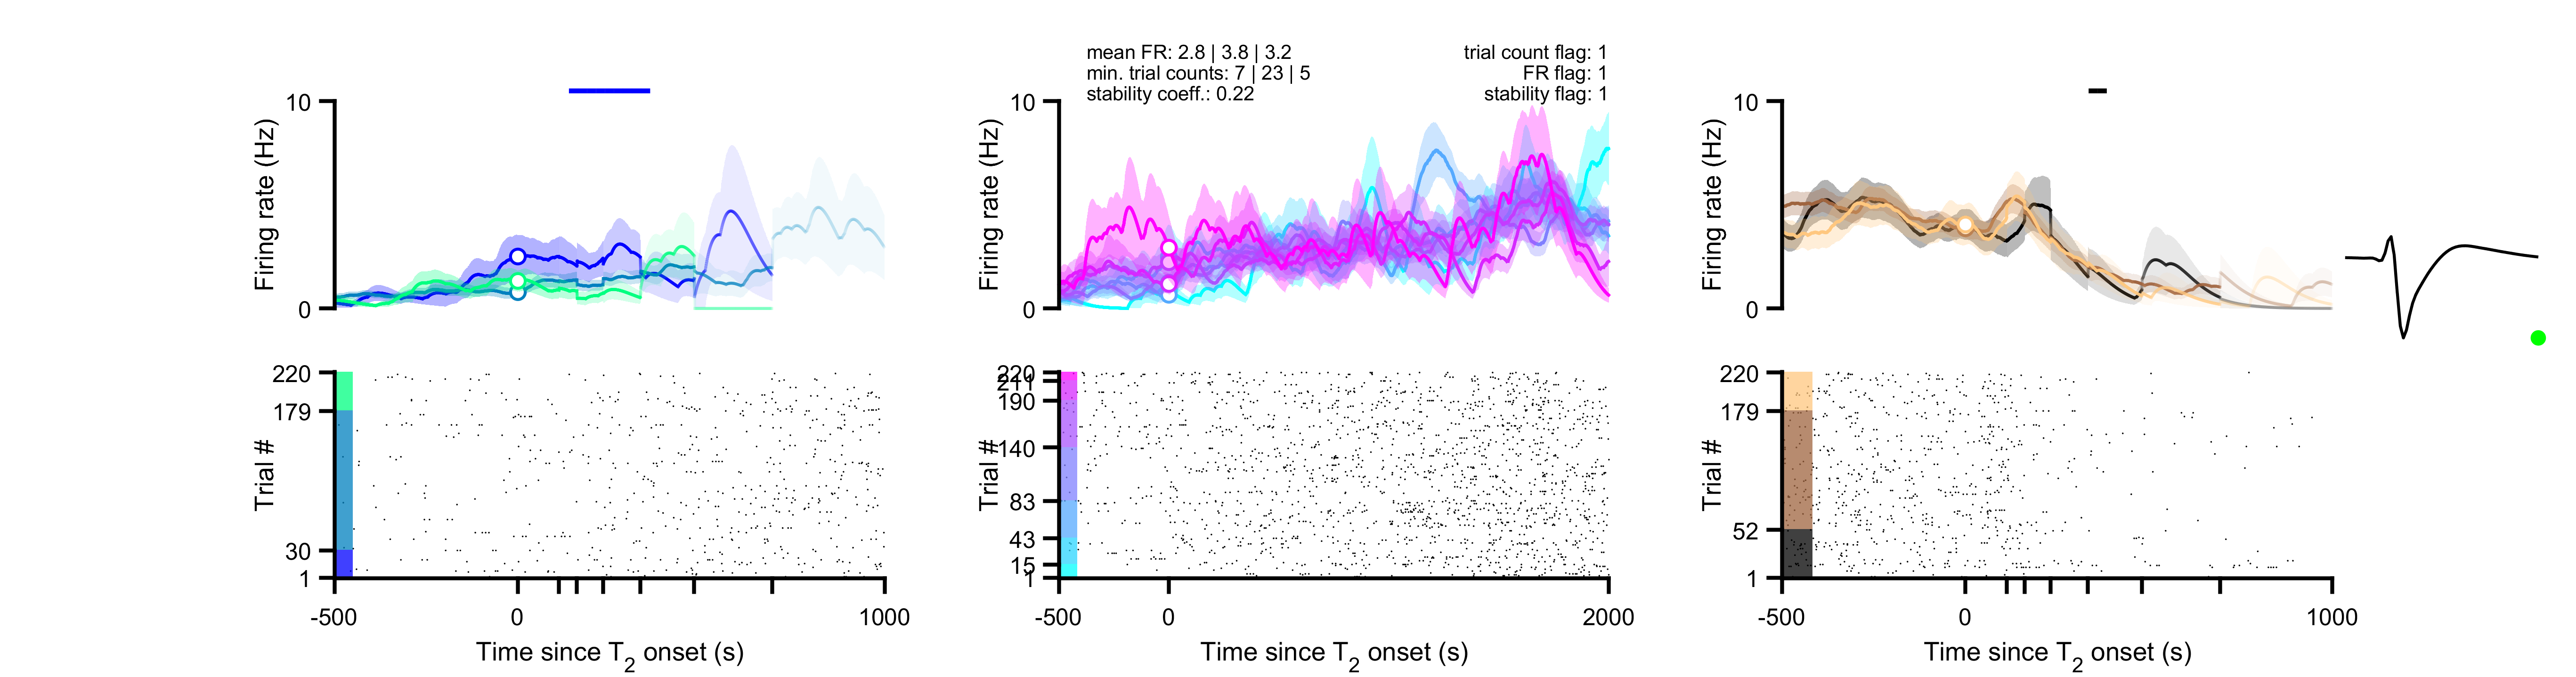 mean FR: 2.8 | 3.8 | 3.2
min. trial counts: 7 | 23 | 5
stability coeff.: 0.22
trial count flag: 1
FR flag: 1
stability flag: 1
10
0
Firing rate (Hz)
10
0
Firing rate (Hz)
10
0
Firing rate (Hz)
220
179
30
1
Trial #
-500
0
1000
Time since T2 onset (s)
220
211
190
140
83
43
15
1
Trial #
-500
0
2000
Time since T2 onset (s)
220
179
52
1
Trial #
-500
0
1000
Time since T2 onset (s)